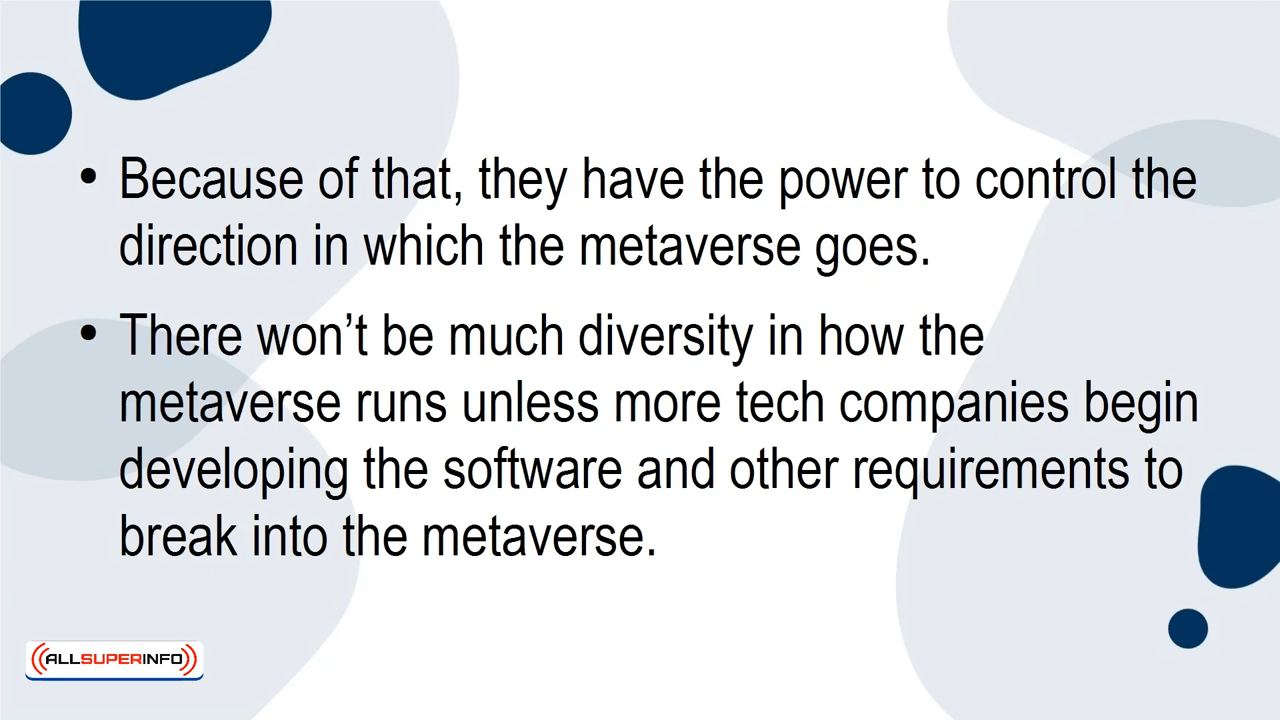 • Because of that, they have the power to control the
direction in which the metaverse goes.
• There won’t be much diversity in how the
metaverse runs unless more tech companies begin
developing the software and other requirements to
break into the metaverse.
ALLSUPERINFO